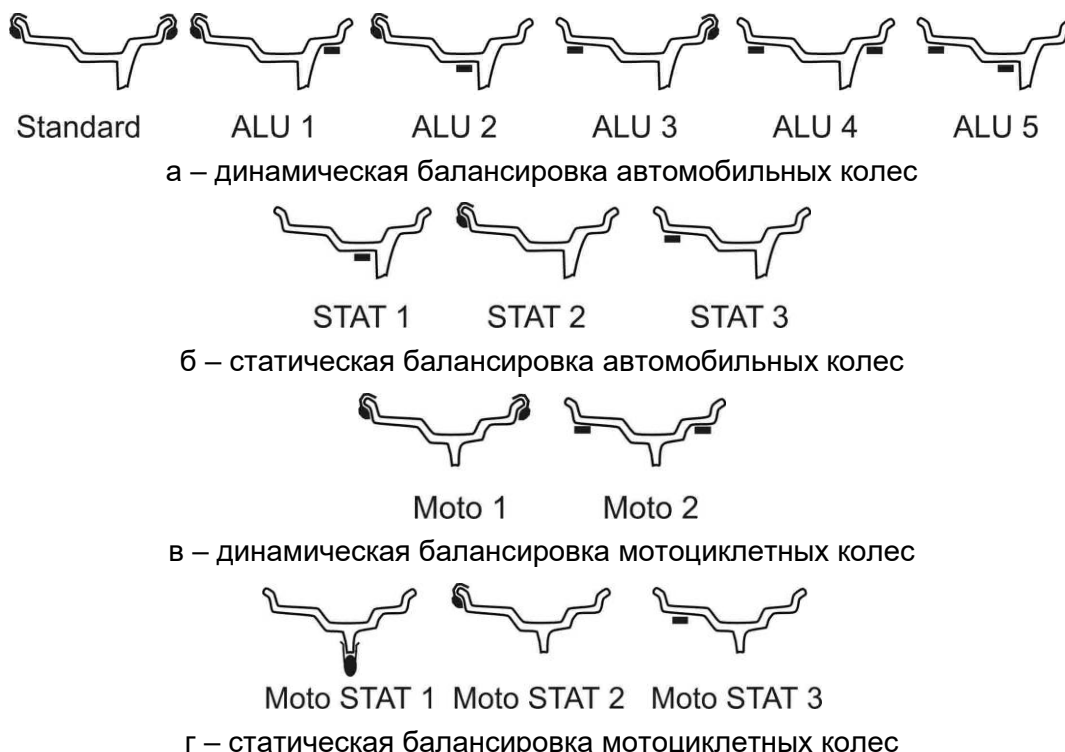 Standard ALU 1 ALU 2 ALU 3 ALU 4 ALU 5
а – динамическая балансировка автомобильных колес
STAT 1 STAT 2 STAT 3
б – статическая балансировка автомобильных колес
Moto 1 Moto 2
в – динамическая балансировка мотоциклетных колес
Moto STAT 1 Moto STAT 2 Moto STAT 3
г – статическая балансировка мотоциклетных колес